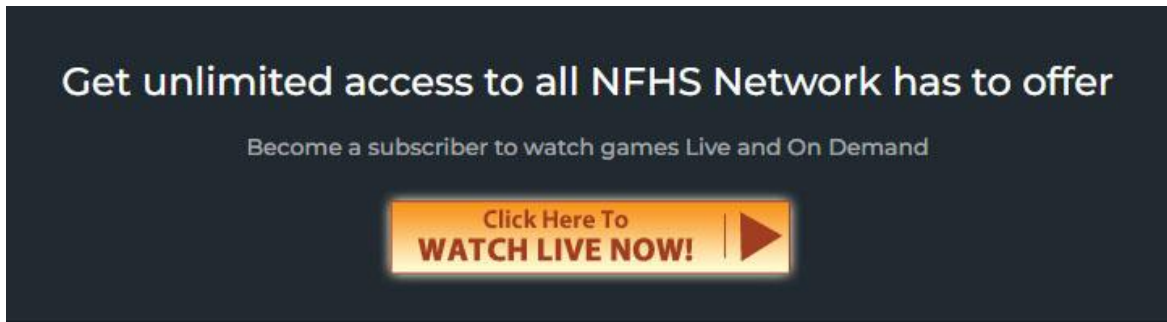 Get unlimited access to all NFHS Network has to offer
Become a subscriber to watch games Live and On Demand
Click Here To
WATCH LIVE NOW!